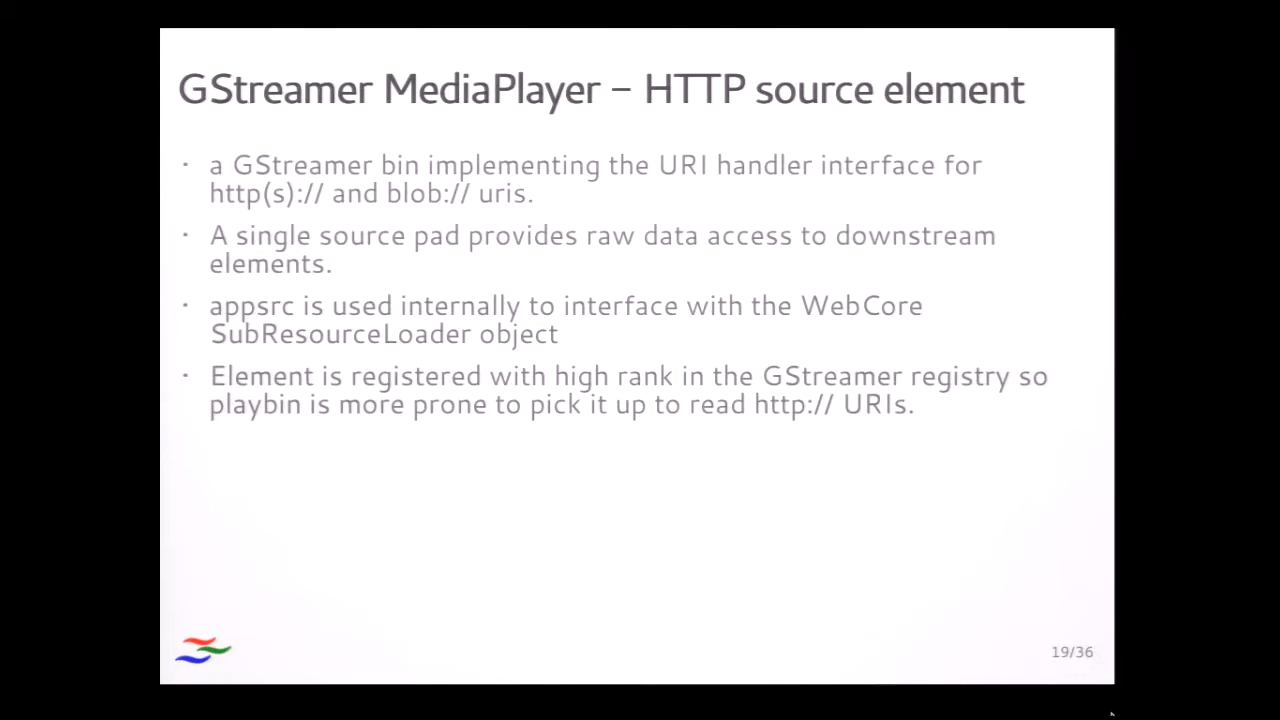 GStreamer MediaPlayer – HTTP source element
· a GStreamer bin implementing the URI handler interface for
http(s):// and blob:// uris.
· A single source pad provides raw data access to downstream
elements.
· appsrc is used internally to interface with the WebCore
SubResourceLoader object
· Element is registered with high rank in the GStreamer registry so
playbin is more prone to pick it up to read http:// URIs.
19/36